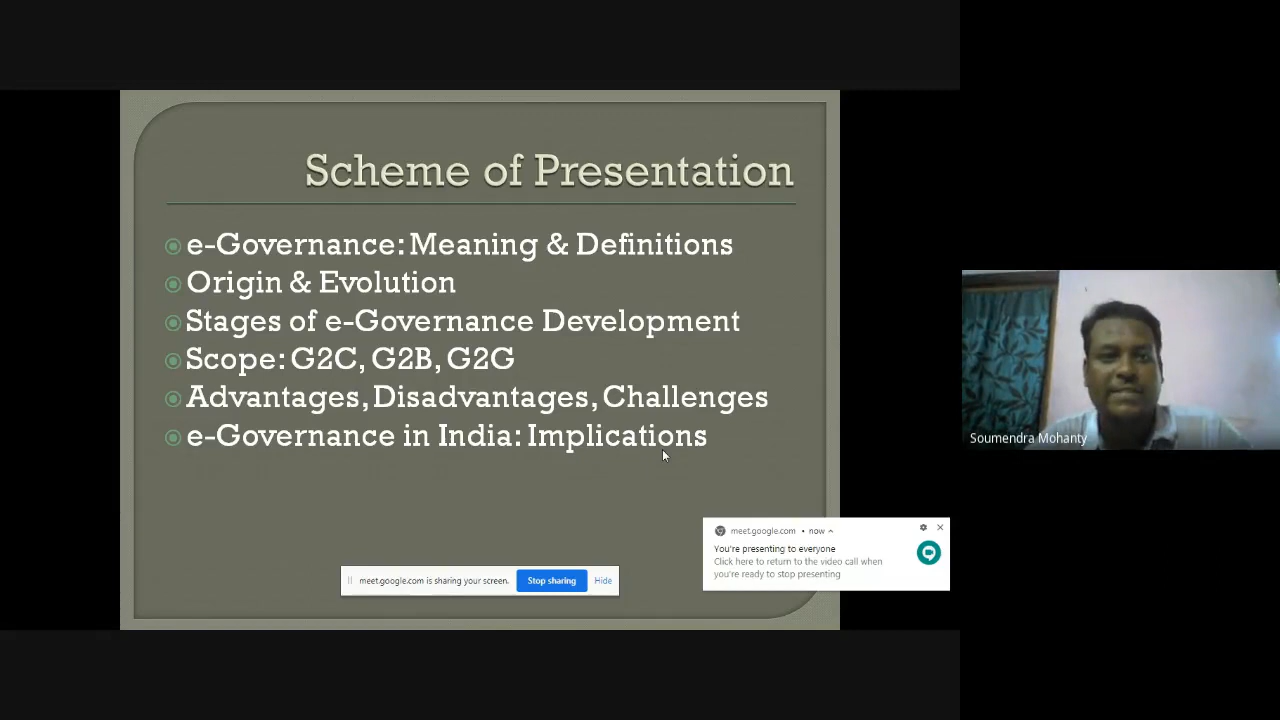 Scheme of Presentation
e-Governance: Meaning & Definitions
Origin & Evolution
Stages of e-Governance Development
Scope: G2C, G2B, G2G
Advantages, Disadvantages, Challenges
e-Governance in India: Implications
Soumendra Mohanty
meet.google.com • now
You're presenting to everyone
Click here to return to the video call when
you're ready to stop presenting
meet.google.com is sharing your screen. Stop sharing Hide